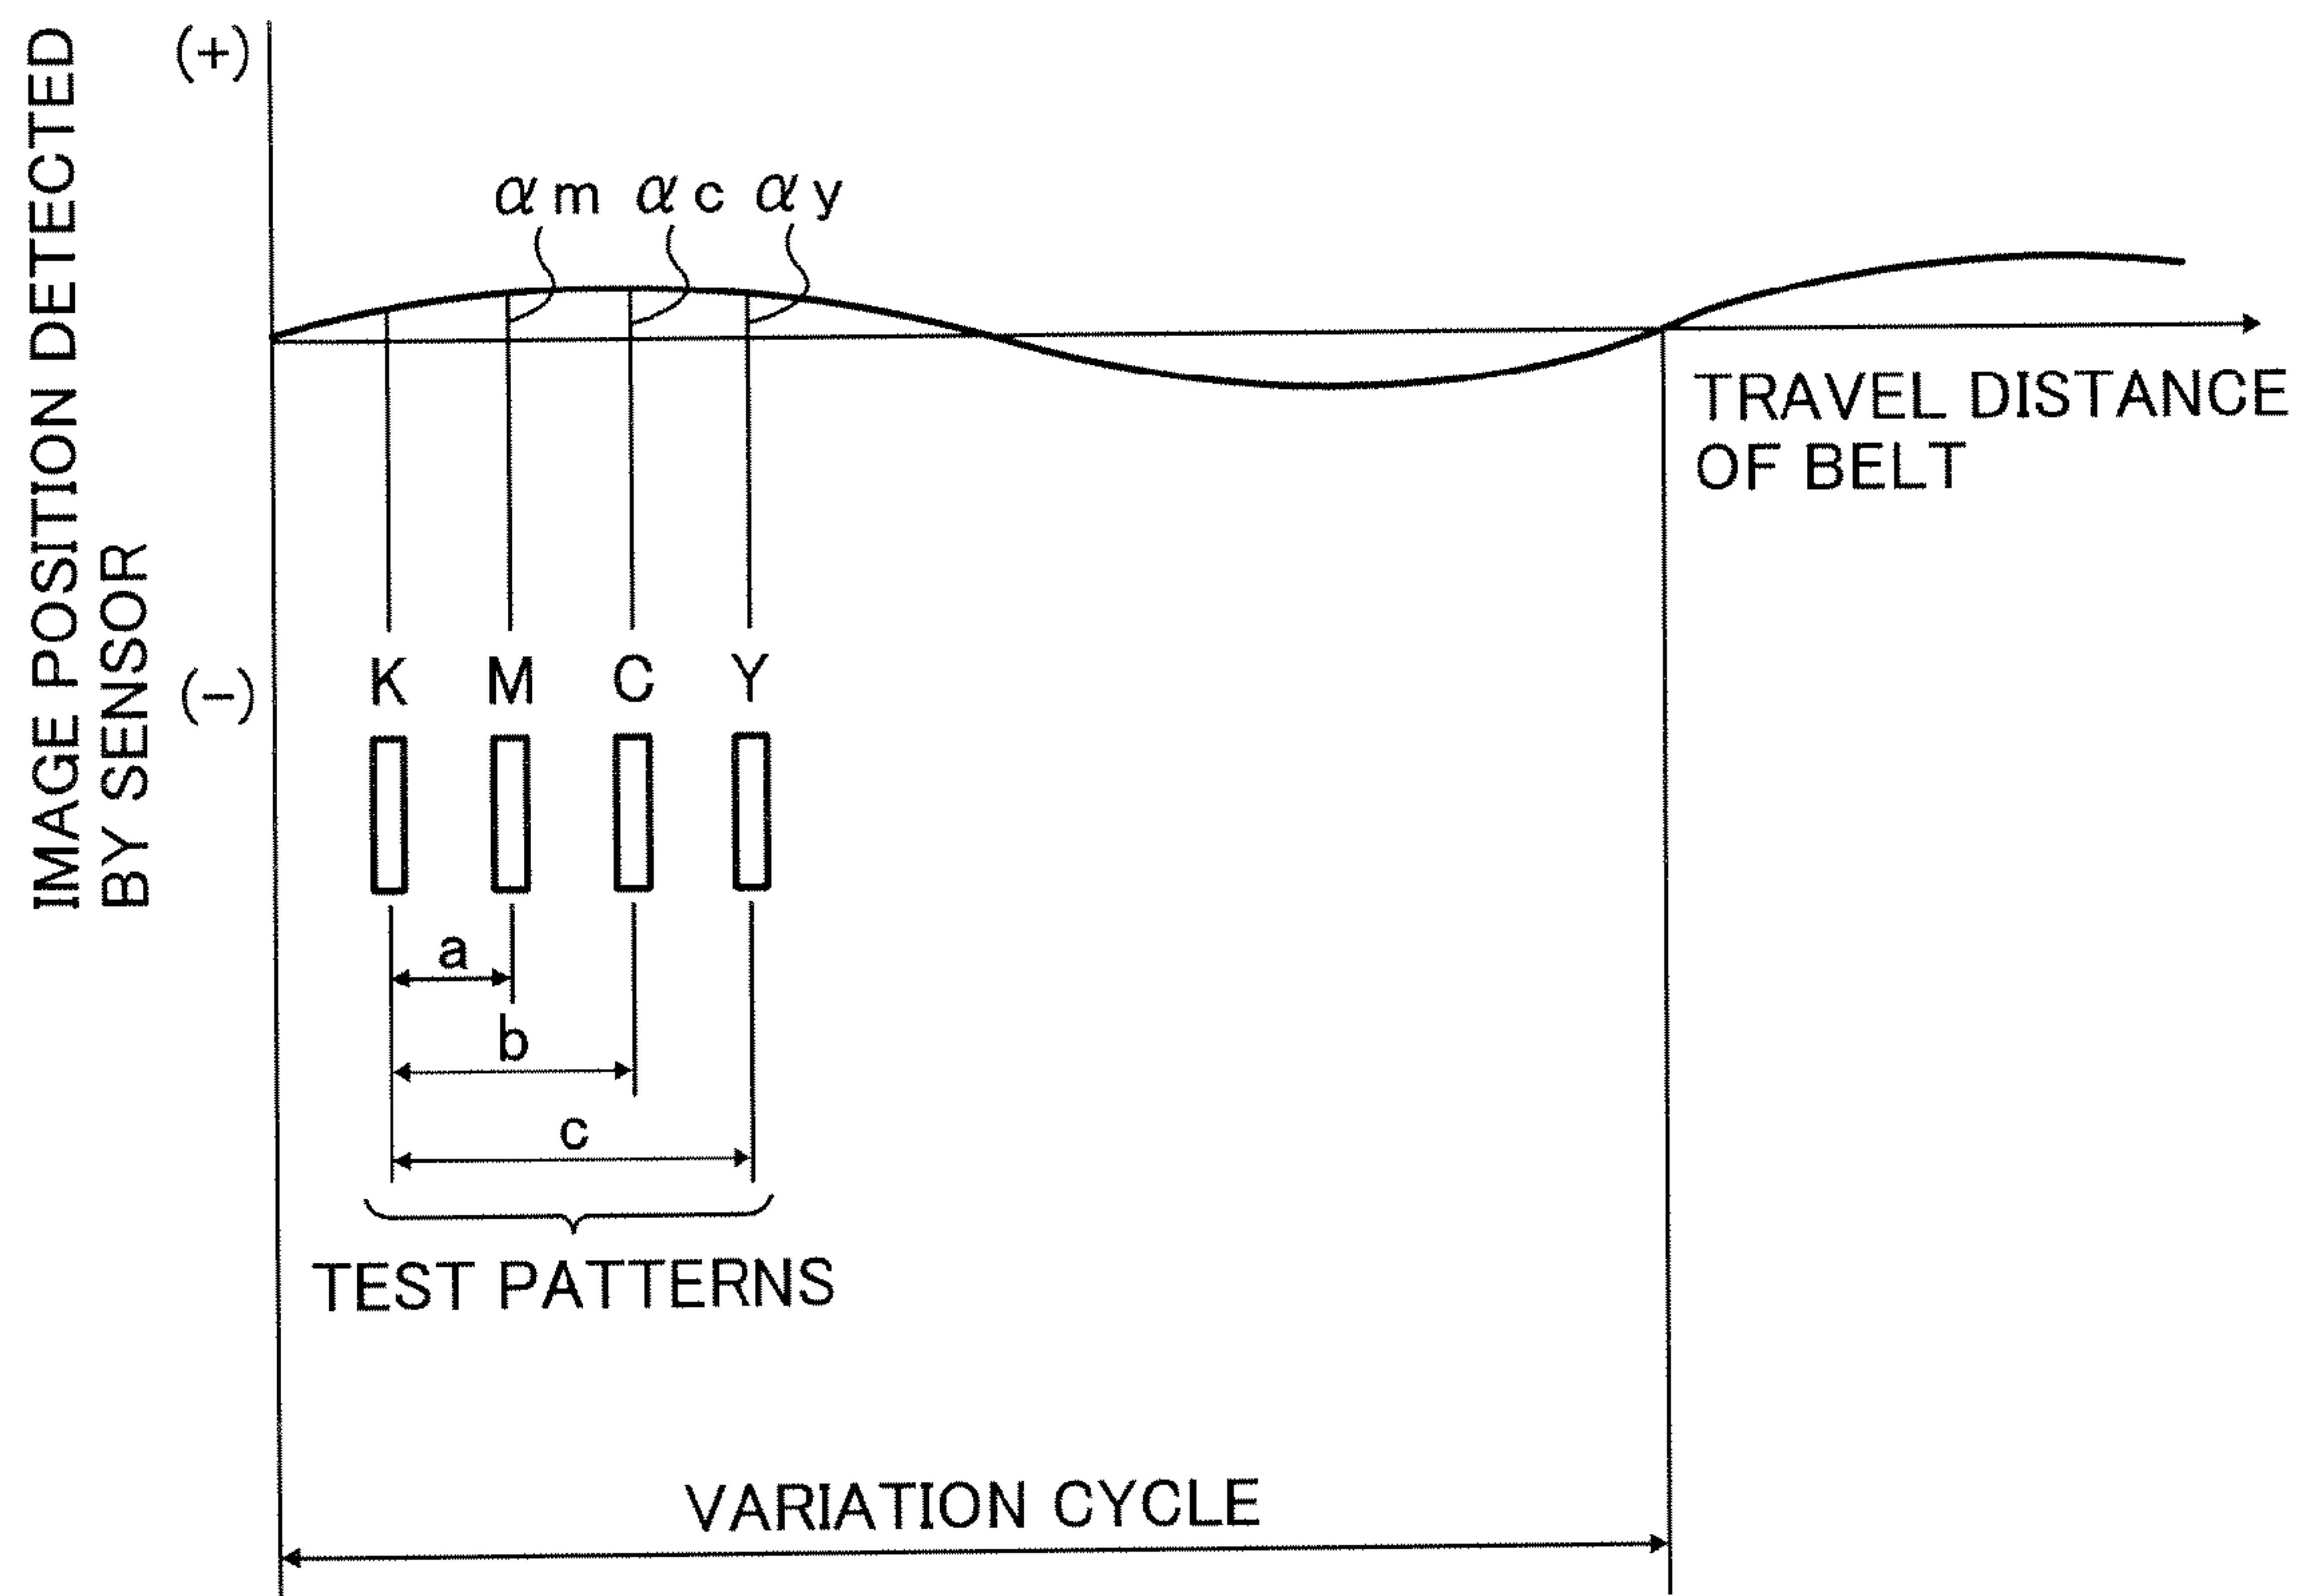 IMAGE POSITION DETECTED
BY SENSOR
(+)
αm αc αy
TRAVEL DISTANCE
OF BELT
(-)
K M C Y
a
b
c
TEST PATTERNS
VARIATION CYCLE